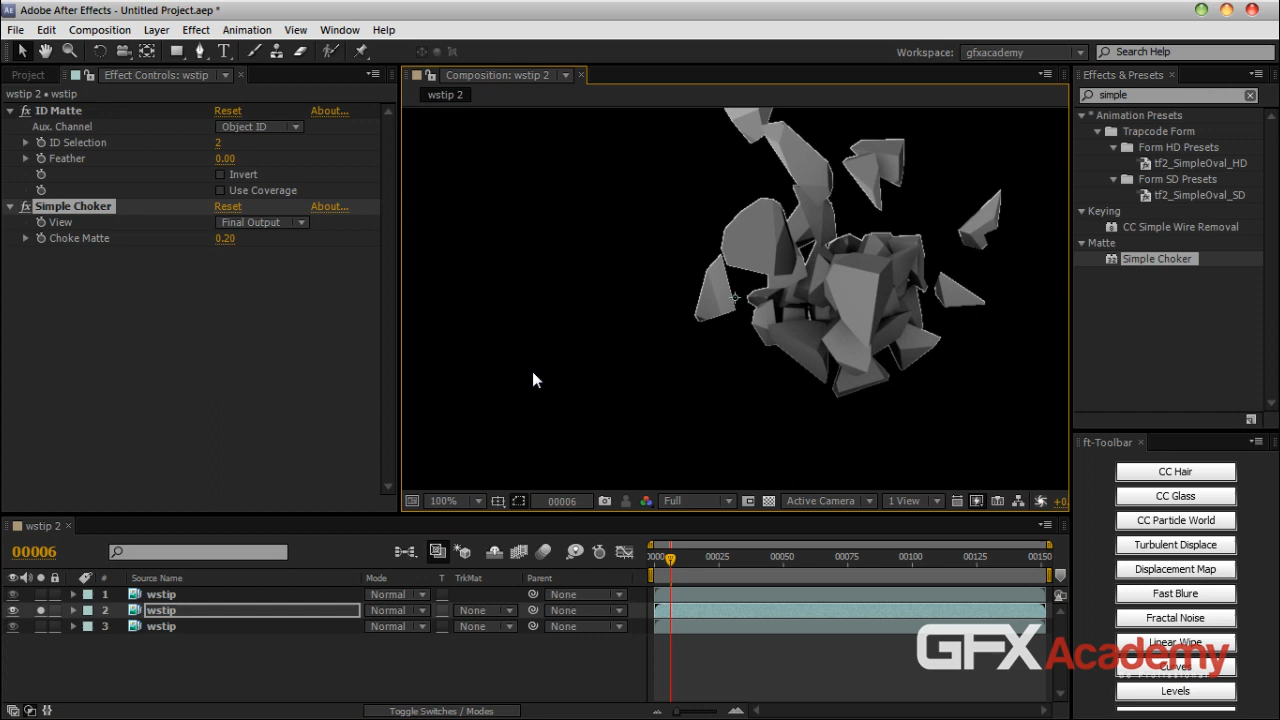 Adobe After Effects - Untitled Project.aep *
File Edit Composition Layer Effect Animation View Window Help
Workspace: gfxacademy Search Help
Project Effect Controls: wstip
Composition: wstip 2
Effects & Presets
wstip 2 • wstip
wstip 2
simple
ID Matte Reset About...
Aux. Channel Object ID
ID Selection 2
Feather 0.00
Invert
Use Coverage
Simple Choker Reset About...
View Final Output
Choke Matte 0.20
* Animation Presets
Trapcode Form
Form HD Presets
tf2_SimpleOval_HD
Form SD Presets
tf2_SimpleOval_SD
Keying
CC Simple Wire Removal
Matte
Simple Choker
100% 00006 Full Active Camera 1 View +0.
ft-Toolbar
CC Hair
CC Glass
CC Particle World
Turbulent Displace
Displacement Map
Fast Blure
Fractal Noise
Linear Wipe
Curves
Levels
wstip 2
00006
0000 00025 00050 00075 00100 00125 00150
# Source Name Mode T TrkMat Parent
1 wstip Normal None
2 wstip Normal None None
3 wstip Normal None None
Toggle Switches / Modes
GFXAcademy